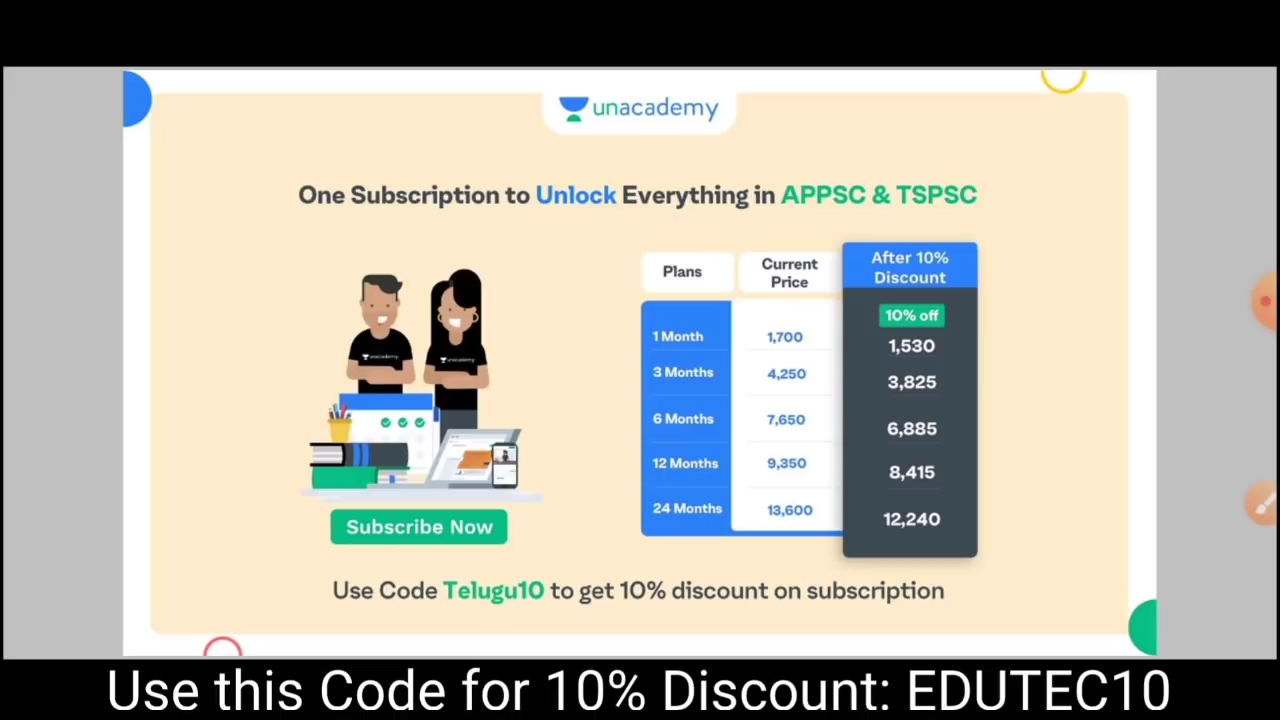 unacademy
One Subscription to Unlock Everything in APPSC & TSPSC
Plans
Current
Price
After 10%
Discount
10% off
1 Month 1,700 1,530
3 Months 4,250 3,825
6 Months 7,650 6,885
12 Months 9,350 8,415
24 Months 13,600 12,240
unacademy
unacademy
Subscribe Now
Use Code Telugu10 to get 10% discount on subscription
Use this Code for 10% Discount: EDUTEC10